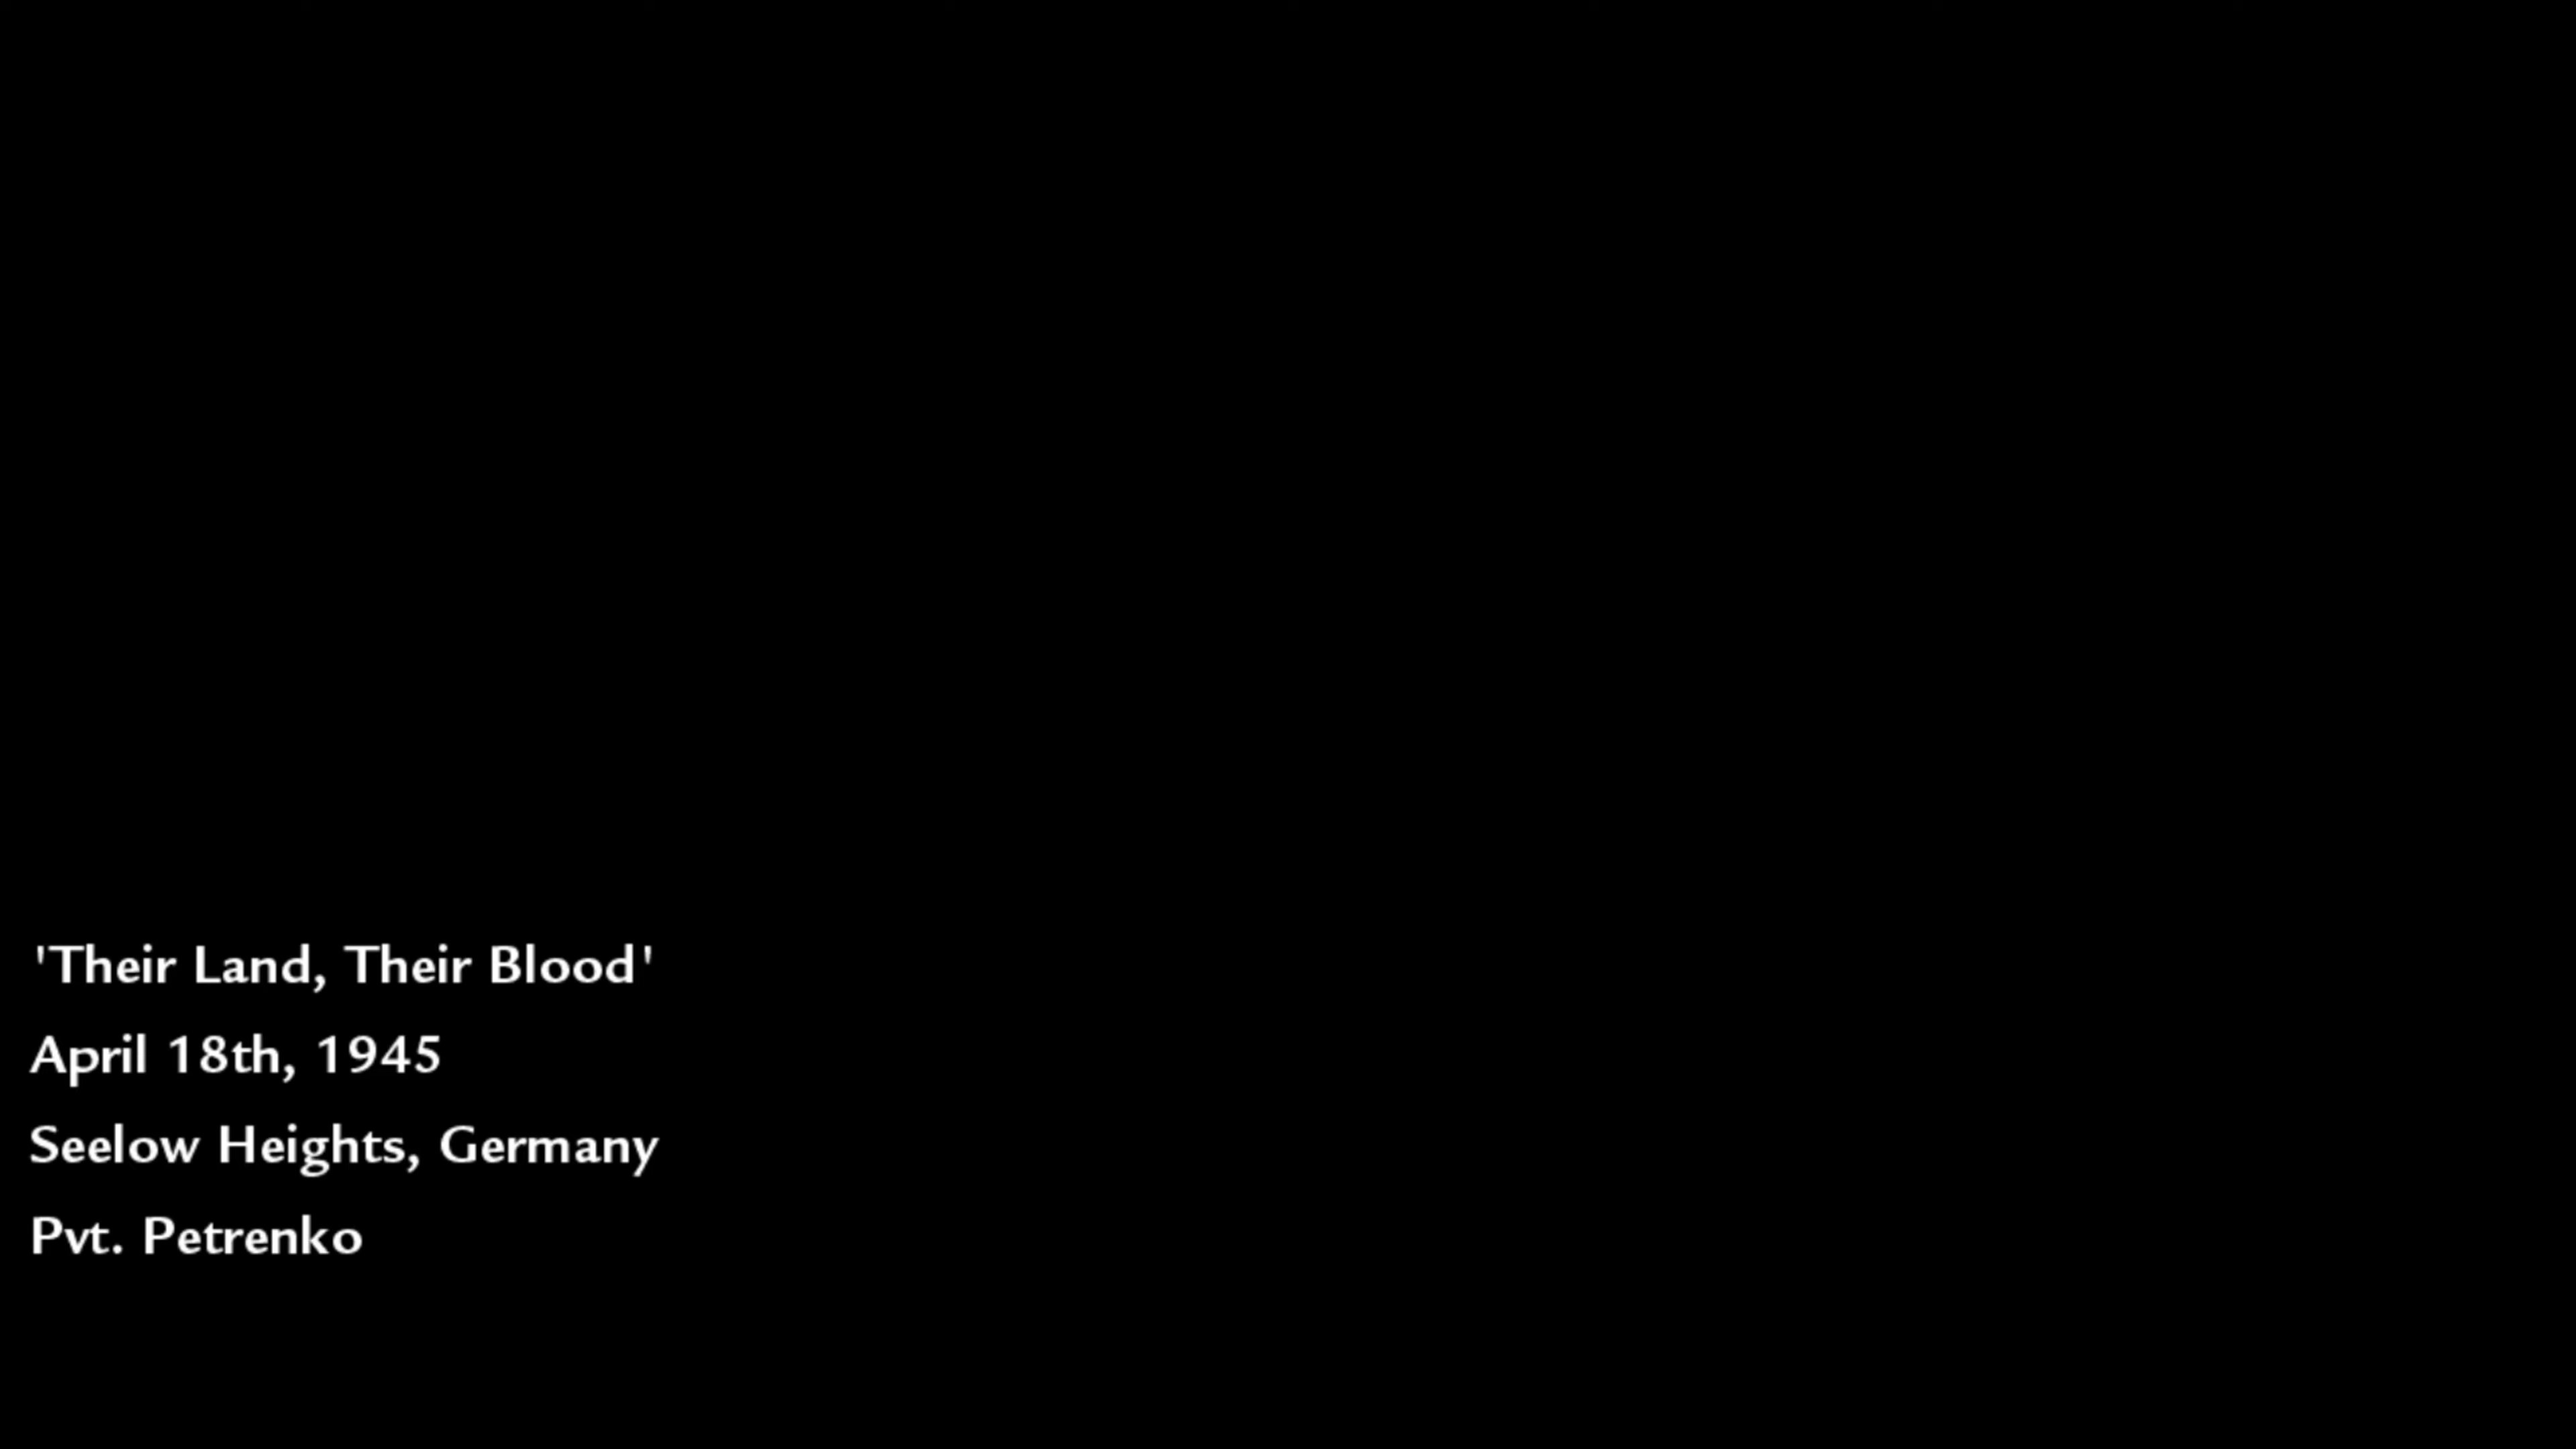 'Their Land, Their Blood'
April 18th, 1945
Seelow Heights, Germany
Pvt. Petrenko